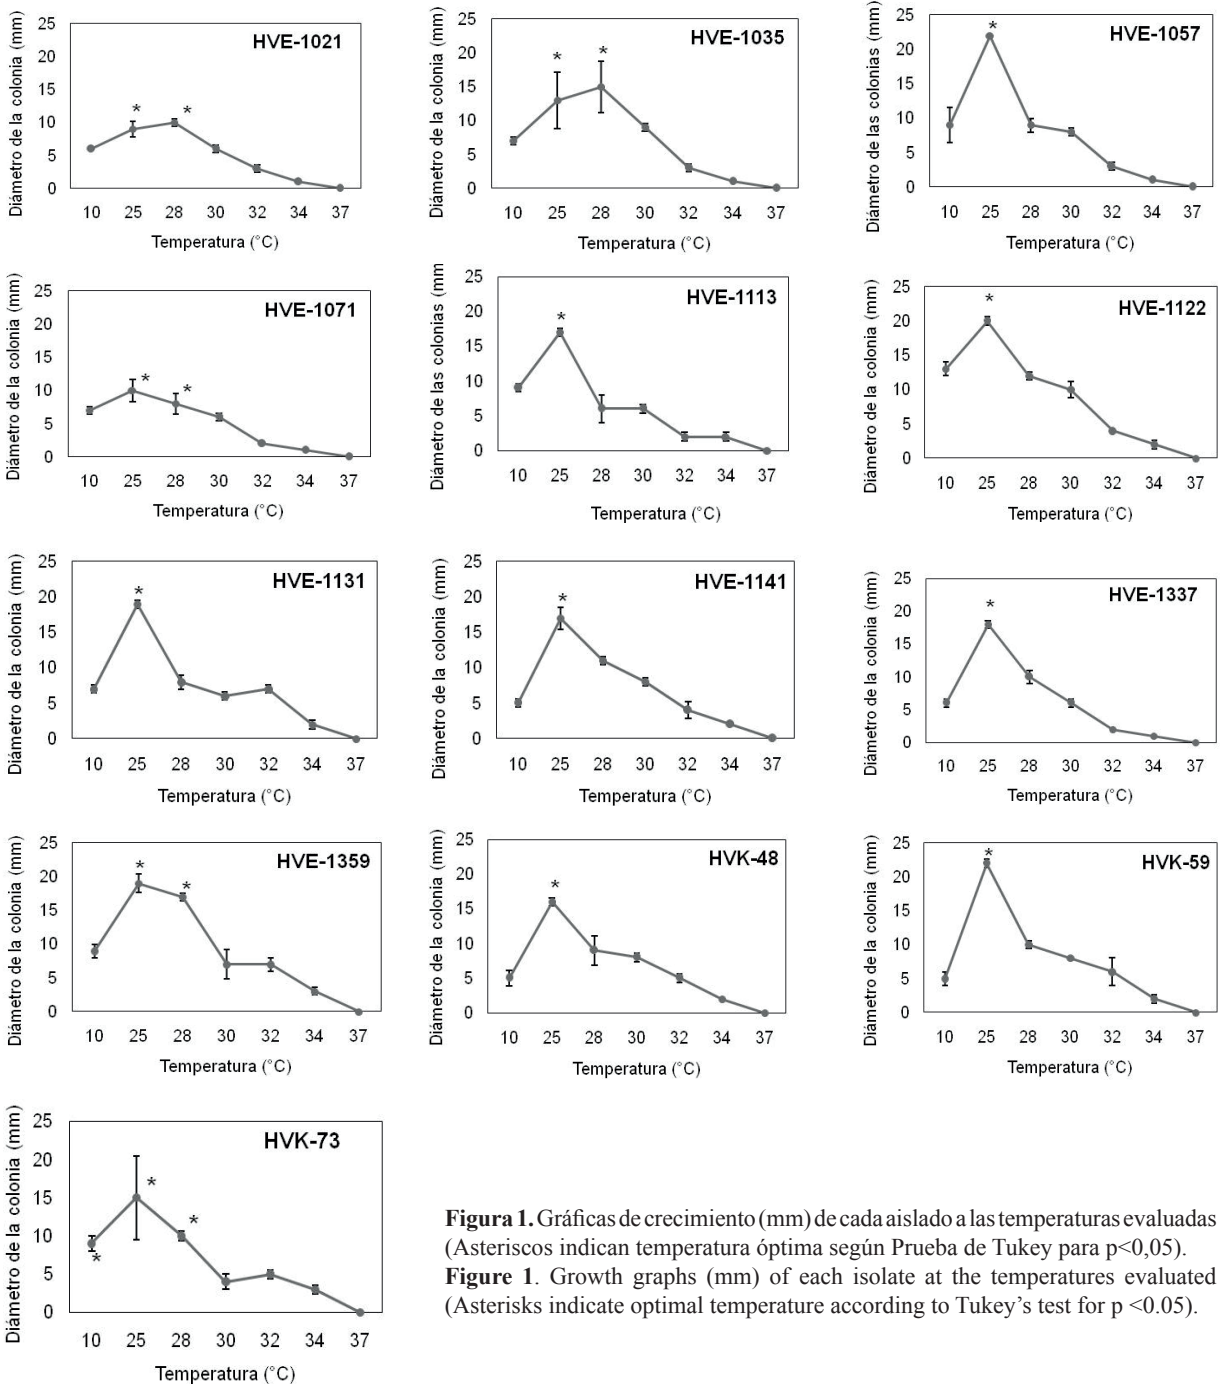 HVE-1021
Diámetro de la colonia (mm)
25
20
15
10
5
0
* *
10 25 28 30 32 34 37
Temperatura (°C)
HVE-1035
Diámetro de la colonia (mm)
25
20
15
10
5
0
* *
10 25 28 30 32 34 37
Temperatura (°C)
HVE-1057
Diámetro de las colonias (mm)
25
20
15
10
5
0
*
10 25 28 30 32 34 37
Temperatura (°C)
HVE-1071
Diámetro de la colonia (mm)
25
20
15
10
5
0
* *
10 25 28 30 32 34 37
Temperatura (°C)
HVE-1113
Diámetro de las colonias (mm
25
20
15
10
5
0
*
10 25 28 30 32 34 37
Temperatura (°C)
HVE-1122
Diámetro de la colonia (mm)
25
20
15
10
5
0
*
10 25 28 30 32 34 37
Temperatura (°C)
HVE-1131
Diámetro de la colonia (mm)
25
20
15
10
5
0
*
10 25 28 30 32 34 37
Temperatura (°C)
HVE-1141
Diámetro de la colonia (mm)
25
20
15
10
5
0
*
10 25 28 30 32 34 37
Temperatura (°C)
HVE-1337
Diámetro de la colonia (mm)
25
20
15
10
5
0
*
10 25 28 30 32 34 37
Temperatura (°C)
HVE-1359
Diámetro de la colonia (mm)
25
20
15
10
5
0
* *
10 25 28 30 32 34 37
Temperatura (°C)
HVK-48
Diámetro de la colonia (mm)
25
20
15
10
5
0
*
10 25 28 30 32 34 37
Temperatura (°C)
HVK-59
Diámetro de la colonia (mm)
25
20
15
10
5
0
*
10 25 28 30 32 34 37
Temperatura (°C)
HVK-73
Diámetro de la colonia (mm)
25
20
15
10
5
0
* * *
10 25 28 30 32 34 37
Temperatura (°C)
Figura 1. Gráficas de crecimiento (mm) de cada aislado a las temperaturas evaluadas
(Asteriscos indican temperatura óptima según Prueba de Tukey para p<0,05).
Figure 1. Growth graphs (mm) of each isolate at the temperatures evaluated
(Asterisks indicate optimal temperature according to Tukey's test for p <0.05).